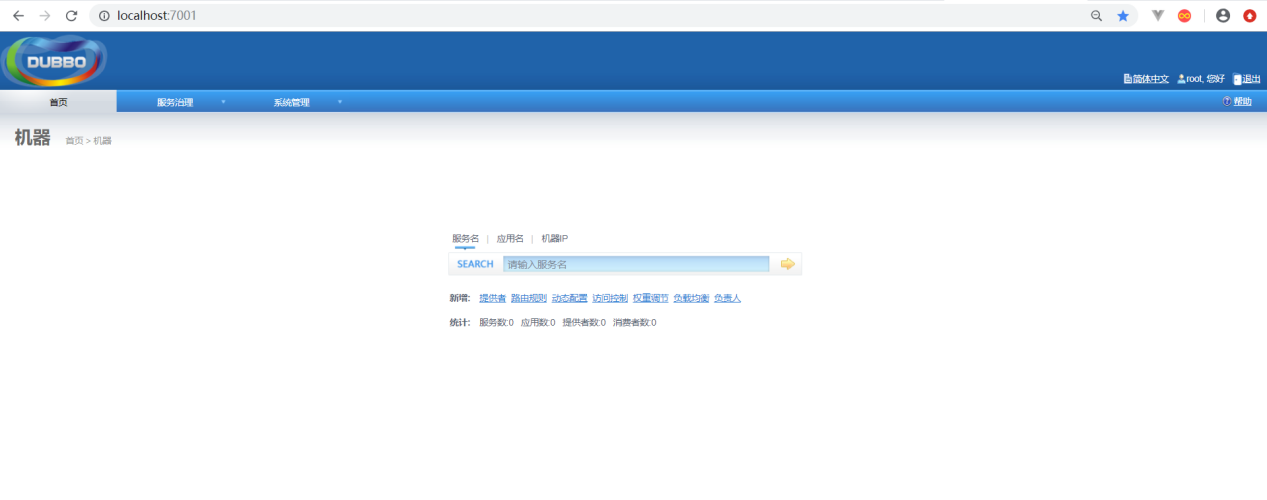 localhost:7001
DUBBO
简体中文 root, 您好 退出
首页 服务治理 系统管理 帮助
机器 首页 > 机器
服务名 | 应用名 | 机器IP
SEARCH 请输入服务名
新增: 提供者 路由规则 动态配置 访问控制 权重调节 负载均衡 负责人
统计: 服务数:0 应用数:0 提供者数:0 消费者数:0